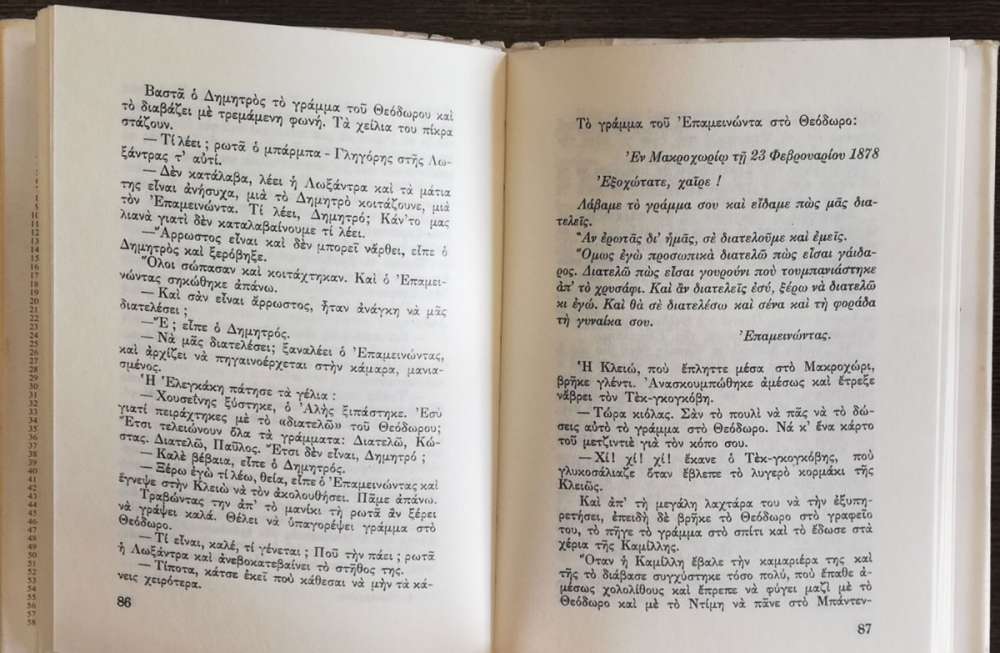 Βαστᾶ ὁ Δημητρὸς τὸ γράμμα τοῦ Θεόδωρου καὶ
τὸ διαβάζει μὲ τρεμάμενη φωνή. Τὰ χείλια του πίκρα
στάζουν.
— Τί λέει ; ρωτᾶ ὁ μπάρμπα - Γληγόρης στῆς Λω-
ξάντρας τ' αὐτί.
— Δὲν κατάλαβα, λέει ἡ Λωξάντρα καὶ τὰ μάτια
της εἶναι ἀνήσυχα, μιὰ τὸ Δημητρὸ κοιτάζουνε, μιὰ
τὸν Ἐπαμεινώντα. Τί λέει, Δημητρό; Κάν' το μας
λιανὰ γιατὶ δὲν καταλαβαίνουμε τί λέει.
—Ἄρρωστος εἶναι καὶ δὲν μπορεῖ νάρθει, εἶπε ὁ
Δημητρὸς καὶ ξερόβηξε.
Ὅλοι σώπασαν καὶ κοιτάχτηκαν. Καὶ ὁ Ἐπαμει-
νώντας σηκώθηκε ἀπάνω.
— Καὶ σὰν εἶναι ἄρρωστος, ἤταν ἀνάγκη νὰ μᾶς
διατελέσει ;
—Ἔ ; εἶπε ὁ Δημητρός.
— Νὰ μᾶς διατελέσει; ξαναλέει ὁ Ἐπαμεινώντας,
καὶ ἀρχίζει νὰ πηγαινοέρχεται στὴν κάμαρα, μανια-
σμένος.
Ἡ Ἐλεγκάκη πάτησε τὰ γέλια :
— Χουσεΐνης ξύστηκε, ὁ Ἀλὴς ξιπάστηκε. Ἐσὺ
γιατί πειράχτηκες μὲ τὸ «διατελῶ» τοῦ Θεόδωρου;
Ἔτσι τελειώνουν ὅλα τὰ γράμματα: Διατελῶ, Κώ-
στας. Διατελῶ, Παῦλος. Ἔτσι δὲν εἶναι, Δημητρό ;
— Καλὲ βέβαια, εἶπε ὁ Δημητρός.
— Ξέρω ἐγὼ τί λέω, θεία, εἶπε ὁ Ἐπαμεινώντας καὶ
ἔγνεψε στὴν Κλειὼ νὰ τὸν ἀκολουθήσει. Πᾶμε ἀπάνω.
Τραβώντας την ἀπ' τὸ μανίκι τὴ ρωτᾶ ἂν ξέρει
νὰ γράψει καλά. Θέλει νὰ ὑπαγορέψει γράμμα στὸ
Θεόδωρο.
— Τί εἶναι, καλέ, τί γένεται ; Ποῦ τὴν πάει ; ρωτᾶ
ἡ Λωξάντρα καὶ ἀνεβοκατεβαίνει τὸ στῆθος της.
— Τίποτα, κάτσε ἐκεῖ ποὺ κάθεσαι νὰ μὴν τὰ κά-
νεις χειρότερα.
86
Τὸ γράμμα τοῦ Ἐπαμεινώντα στὸ Θεόδωρο:
Ἐν Μακροχωρίῳ τῇ 23 Φεβρουαρίου 1878
Ἐξοχώτατε, χαῖρε !
Λάβαμε τὸ γράμμα σου καὶ εἴδαμε πὼς μᾶς δια-
τελεῖς.
Ἂν ἐρωτᾶς δι' ἡμᾶς, σὲ διατελοῦμε καὶ ἐμεῖς.
Ὅμως ἐγὼ προσωπικὰ διατελῶ πὼς εἶσαι γάιδα-
ρος. Διατελῶ πὼς εἶσαι γουρούνι ποὺ τουμπανιάστηκε
ἀπ' τὸ χρυσάφι. Καὶ ἂν διατελεῖς ἐσύ, ξέρω νὰ διατελῶ
κι ἐγώ. Καὶ θὰ σὲ διατελέσω καὶ σένα καὶ τὴ φοράδα
τὴ γυναίκα σου.
Ἐπαμεινώντας.
Ἡ Κλειώ, ποὺ ἔπληττε μέσα στὸ Μακροχώρι,
βρῆκε γλέντι. Ἀνασκουμπώθηκε ἀμέσως καὶ ἔτρεξε
νἄβρει τὸν Τὲκ-γκογκόβη.
— Τώρα κιόλας. Σὰν τὸ πουλὶ νὰ πᾶς νὰ τὸ δώ-
σεις αὐτὸ τὸ γράμμα στὸ Θεόδωρο. Νά κ' ἕνα κάρτο
τοῦ μετζιντιὲ γιὰ τὸν κόπο σου.
— Χί! χί! χί! ἔκανε ὁ Τὲκ-γκογκόβης, ποὺ
γλυκοσάλιαζε ὅταν ἔβλεπε τὸ λυγερὸ κορμάκι τῆς
Κλειῶς.
Καὶ ἀπ' τὴ μεγάλη λαχτάρα του νὰ τὴν ἐξυπη-
ρετήσει, ἐπειδὴ δὲ βρῆκε τὸ Θεόδωρο στὸ γραφεῖο
του, τὸ πῆγε τὸ γράμμα στὸ σπίτι καὶ τὸ ἔδωσε στὰ
χέρια τῆς Καμίλλης.
Ὅταν ἡ Καμίλλη ἔβαλε τὴν καμαριέρα της καὶ
τῆς τὸ διάβασε συγχύστηκε τόσο πολύ, ποὺ ἔπαθε ἀ-
μέσως χολολίθους καὶ ἔπρεπε νὰ φύγει μαζὶ μὲ τὸ
Θεόδωρο καὶ μὲ τὸ Ντίμη νὰ πᾶνε στὸ Μπάντεν-
87